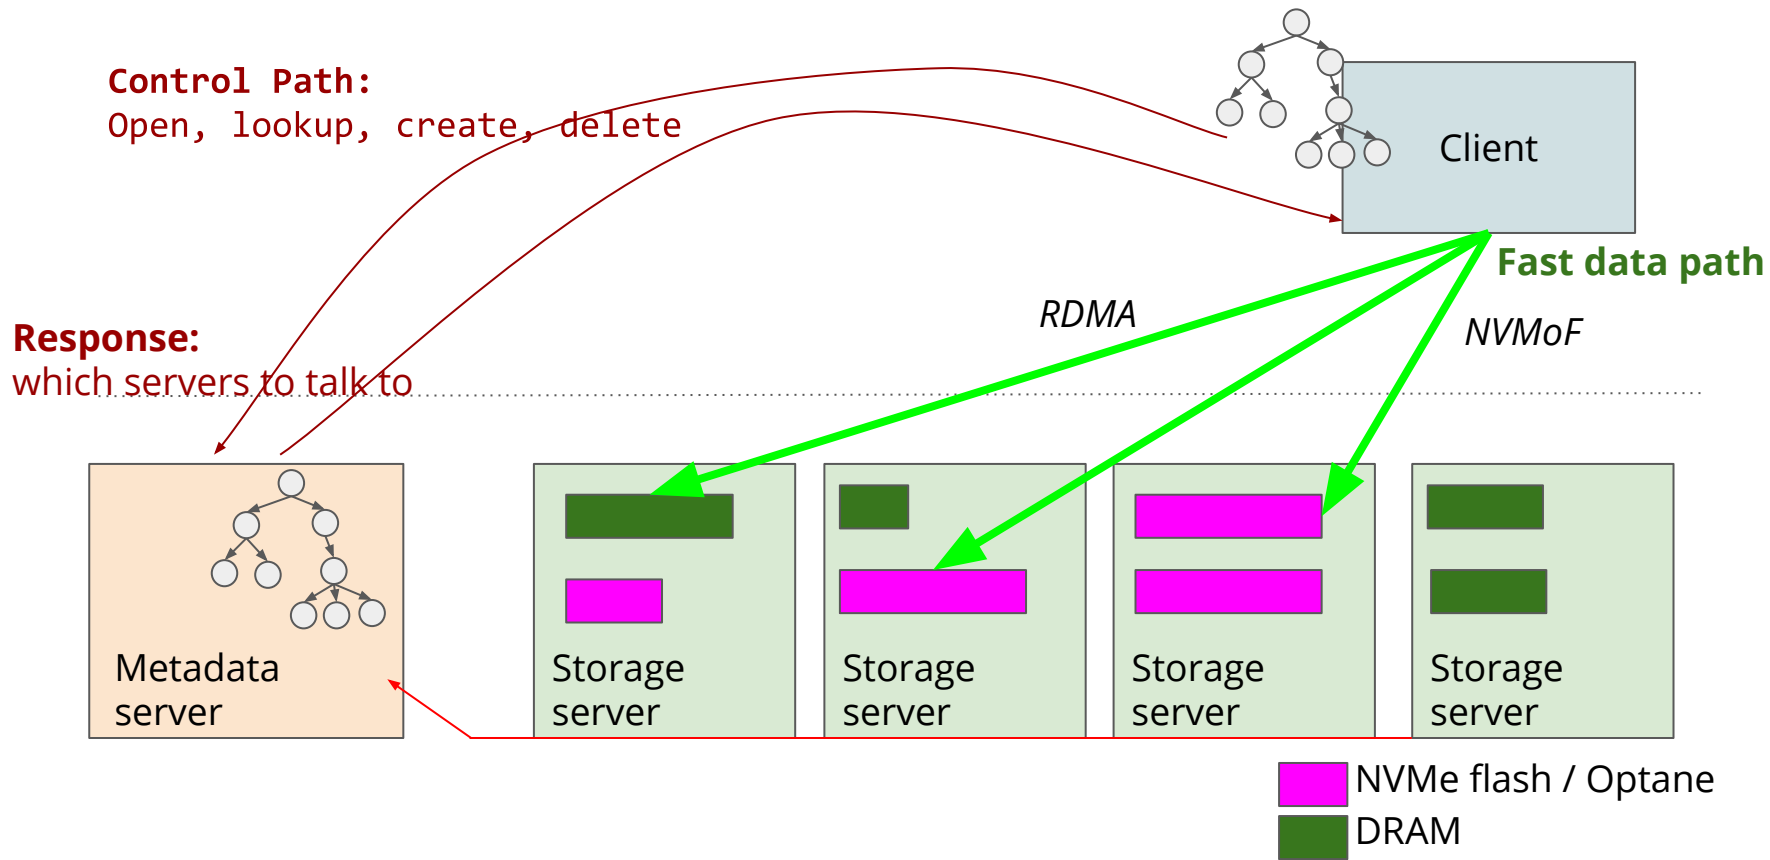 Control Path:
Open, lookup, create, delete
Client
Fast data path
RDMA
NVMoF
Response:
which servers to talk to
Metadata
server
Storage
server
Storage
server
Storage
server
Storage
server
NVMe flash / Optane
DRAM